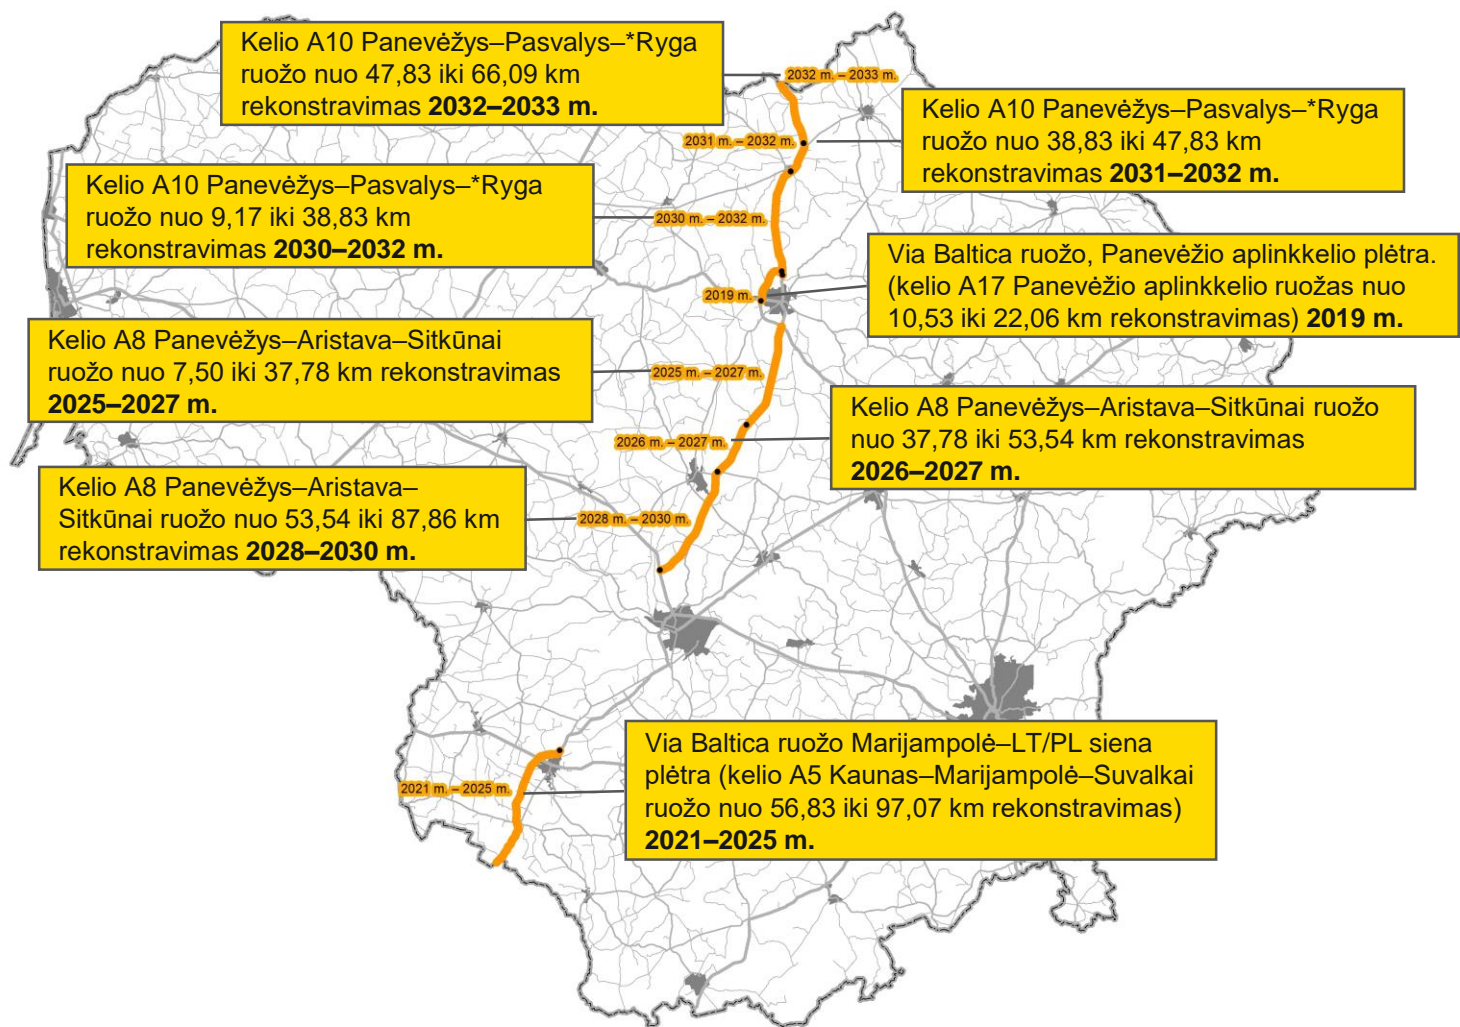 Kelio A10 Panevėžys–Pasvalys–*Ryga
ruožo nuo 47,83 iki 66,09 km
rekonstravimas 2032–2033 m.
2032 m. – 2033 m.
Kelio A10 Panevėžys–Pasvalys–*Ryga
ruožo nuo 38,83 iki 47,83 km
rekonstravimas 2031–2032 m.
2031 m. – 2032 m.
Kelio A10 Panevėžys–Pasvalys–*Ryga
ruožo nuo 9,17 iki 38,83 km
rekonstravimas 2030–2032 m.
2030 m. – 2032 m.
Via Baltica ruožo, Panevėžio aplinkkelio plėtra.
(kelio A17 Panevėžio aplinkkelio ruožas nuo
10,53 iki 22,06 km rekonstravimas) 2019 m.
2019 m.
Kelio A8 Panevėžys–Aristava–Sitkūnai
ruožo nuo 7,50 iki 37,78 km rekonstravimas
2025–2027 m.
2025 m. – 2027 m.
Kelio A8 Panevėžys–Aristava–Sitkūnai ruožo
nuo 37,78 iki 53,54 km rekonstravimas
2026–2027 m.
2026 m. – 2027 m.
Kelio A8 Panevėžys–Aristava–
Sitkūnai ruožo nuo 53,54 iki 87,86 km
rekonstravimas 2028–2030 m.
2028 m. – 2030 m.
Via Baltica ruožo Marijampolė–LT/PL siena
plėtra (kelio A5 Kaunas–Marijampolė–Suvalkai
ruožo nuo 56,83 iki 97,07 km rekonstravimas)
2021–2025 m.
2021 m. – 2025 m.